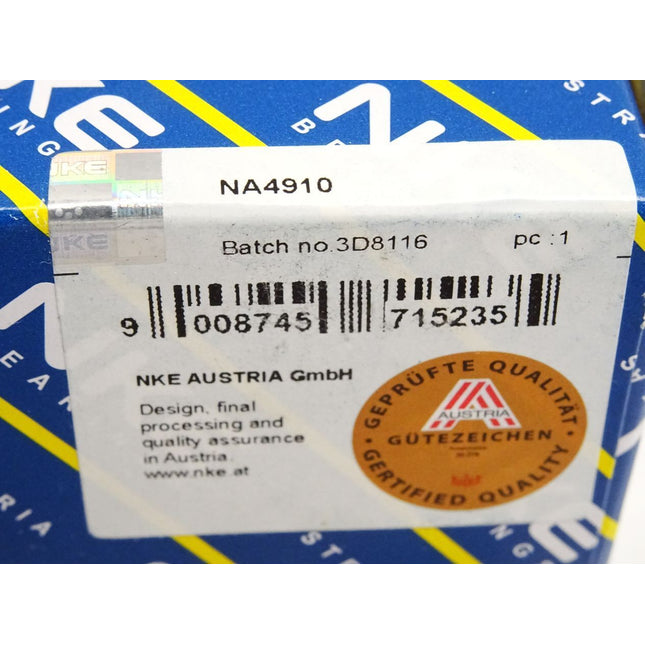 NKE
NA4910
Batch no.3D8116 pc :1
9 008745 715235
NKE AUSTRIA GmbH
Design, final
processing and
quality assurance
in Austria.
www.nke.at
GEPRÜFTE QUALITÄT
AUSTRIA
GÜTEZEICHEN
CERTIFIED QUALITY